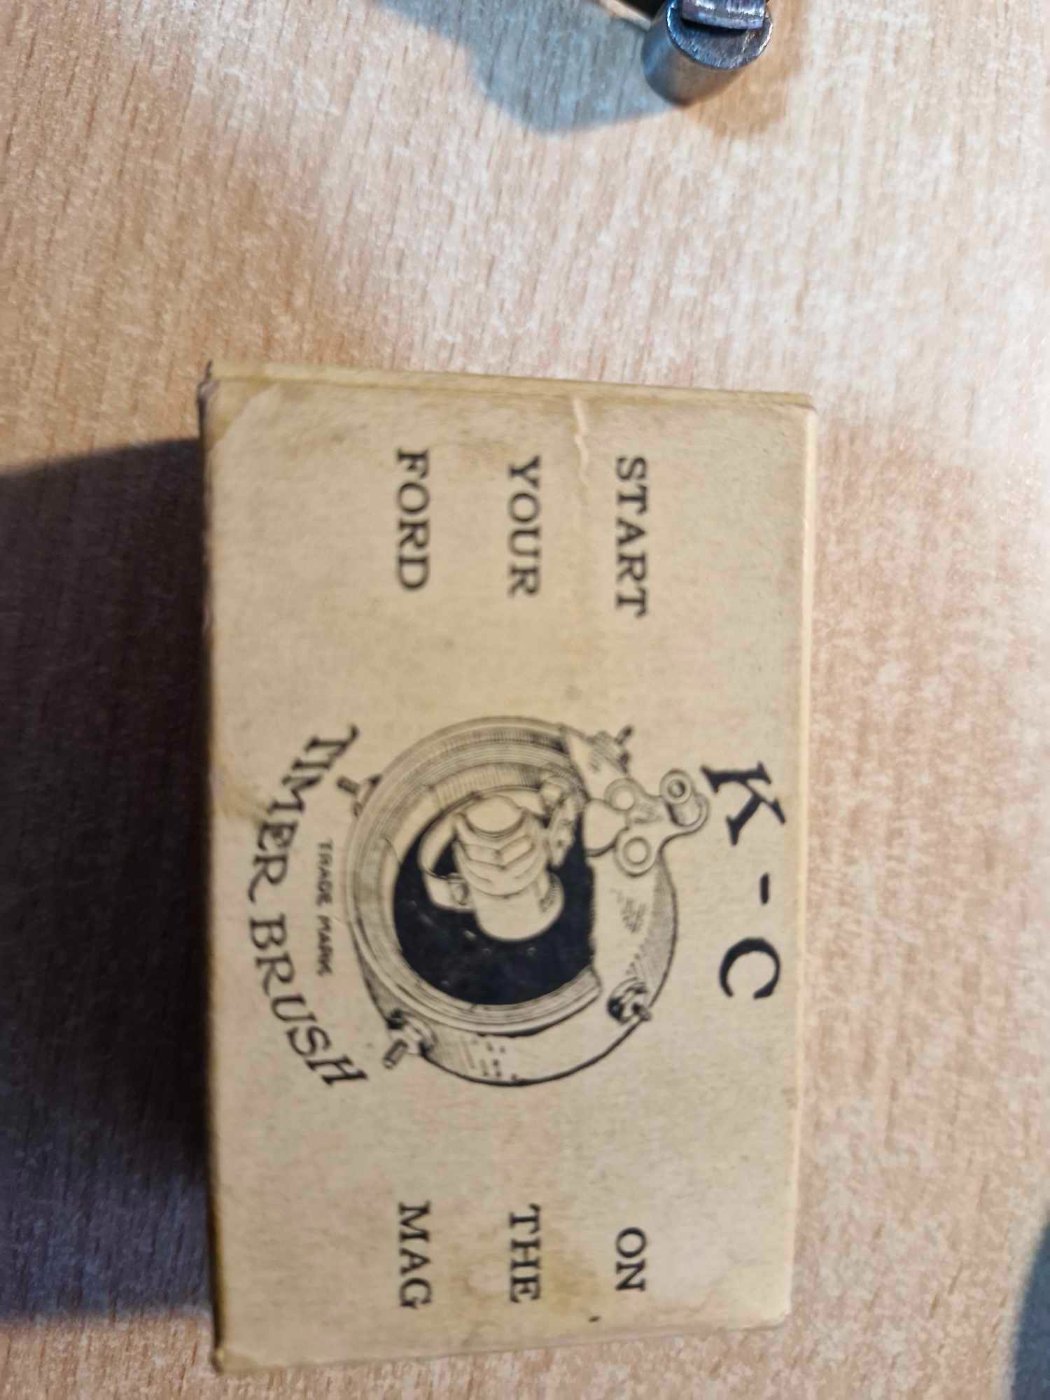 K-C
START
YOUR
FORD
ON
THE
MAG
TRADE MARK
TIMER BRUSH